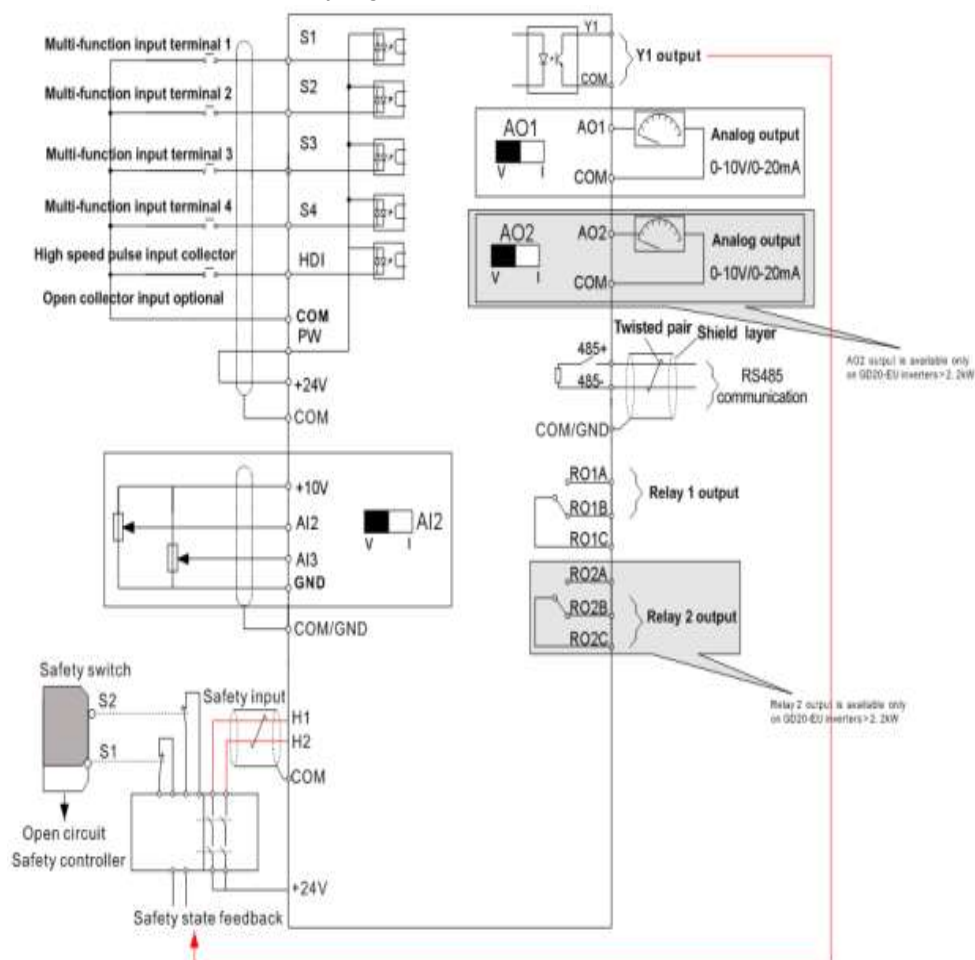 Multi-function input terminal 1
S1
Multi-function input terminal 2
S2
Multi-function input terminal 3
S3
Multi-function input terminal 4
S4
High speed pulse input collector
HDI
Open collector input optional
COM
PW
+24V
COM
+10V
AI2
AI3
GND
AI2
V I
COM/GND
Safety switch
S2
S1
Safety input
H1
H2
COM
Open circuit
Safety controller
+24V
Safety state feedback
Y1
COM
Y1 output
AO1
V I
AO1
COM
Analog output
0-10V/0-20mA
AO2
V I
AO2
COM
Analog output
0-10V/0-20mA
AO2 output is available only
on GD20-EU inverters>2. 2kW
Twisted pair
Shield layer
485+
485-
RS485
communication
COM/GND
RO1A
RO1B
RO1C
Relay 1 output
RO2A
RO2B
RO2C
Relay 2 output
Relay 2 output is available only
on GD20-EU inverters>2. 2kW